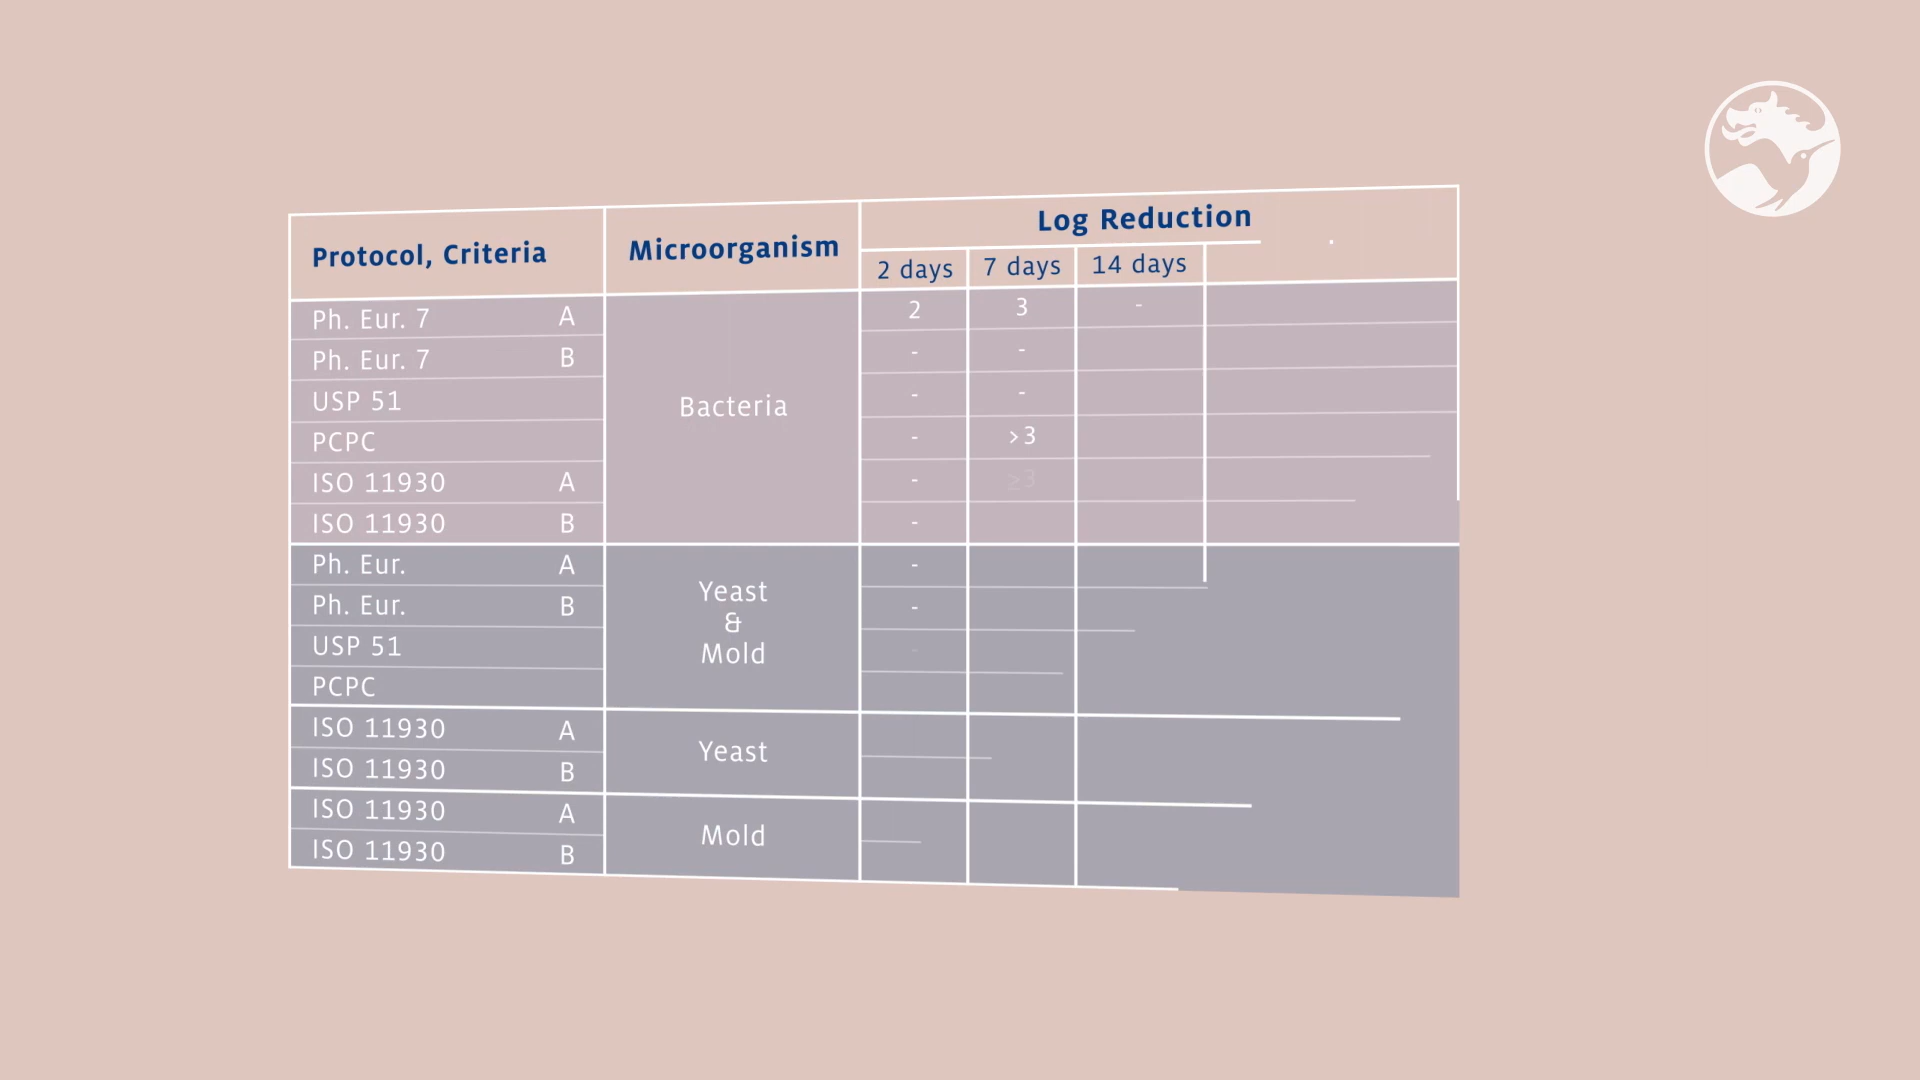 Protocol, Criteria Microorganism Log Reduction
2 days 7 days 14 days
Ph. Eur. 7 A 2 3 -
Ph. Eur. 7 B - -
USP 51 - -
Bacteria
PCPC - >3
ISO 11930 A - ≥3
ISO 11930 B -
Ph. Eur. A -
Yeast
&
Mold
Ph. Eur. B -
USP 51 -
PCPC
ISO 11930 A
Yeast
ISO 11930 B
ISO 11930 A
Mold
ISO 11930 B